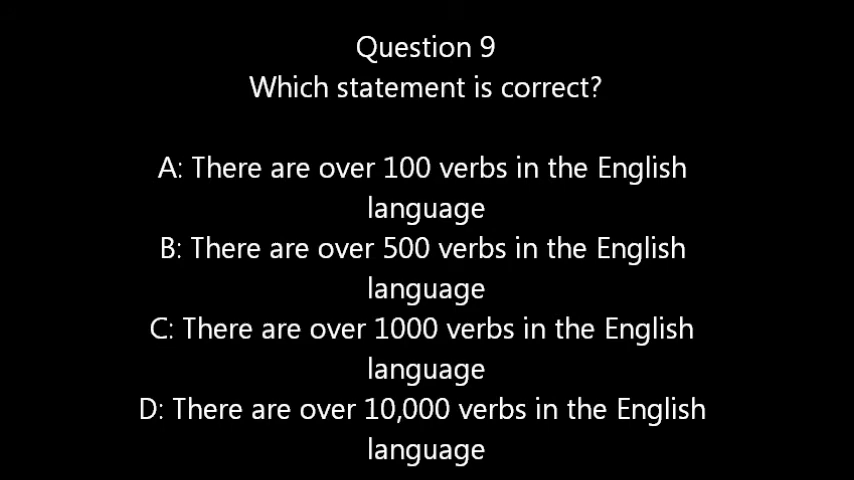 Question 9
Which statement is correct?
A: There are over 100 verbs in the English
language
B: There are over 500 verbs in the English
language
C: There are over 1000 verbs in the English
language
D: There are over 10,000 verbs in the English
language